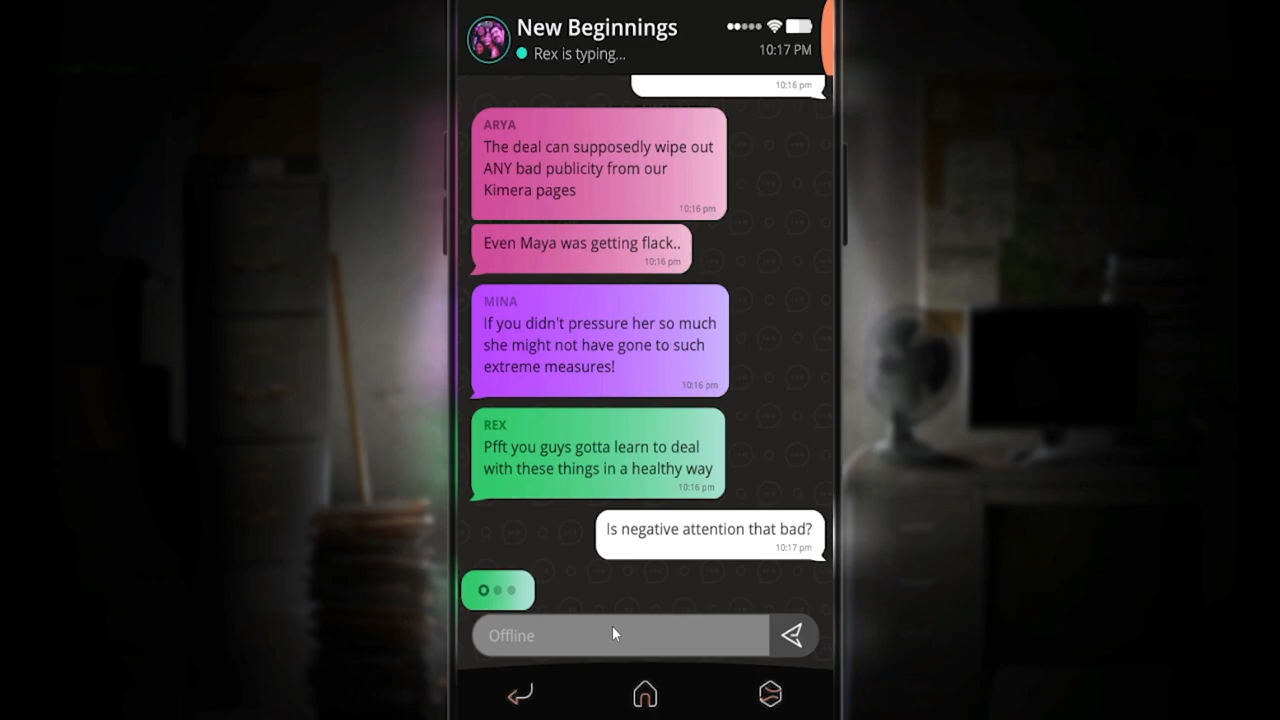 New Beginnings
Rex is typing...
10:17 PM
10:16 pm
ARYA
The deal can supposedly wipe out
ANY bad publicity from our
Kimera pages
10:16 pm
Even Maya was getting flack..
10:16 pm
MINA
If you didn't pressure her so much
she might not have gone to such
extreme measures!
10:16 pm
REX
Pfft you guys gotta learn to deal
with these things in a healthy way
10:16 pm
Is negative attention that bad?
10:17 pm
Offline